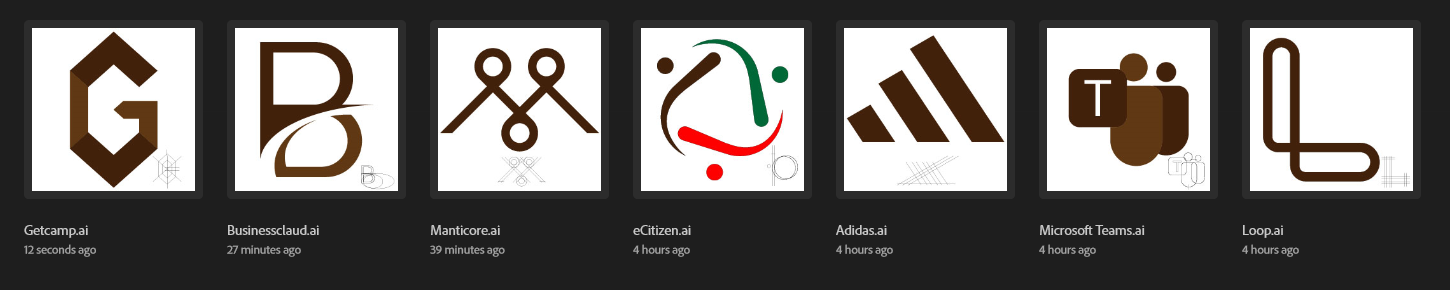 Getcamp.ai
12 seconds ago
Businessclaud.ai
27 minutes ago
Manticore.ai
39 minutes ago
eCitizen.ai
4 hours ago
Adidas.ai
4 hours ago
T
Microsoft Teams.ai
4 hours ago
Loop.ai
4 hours ago